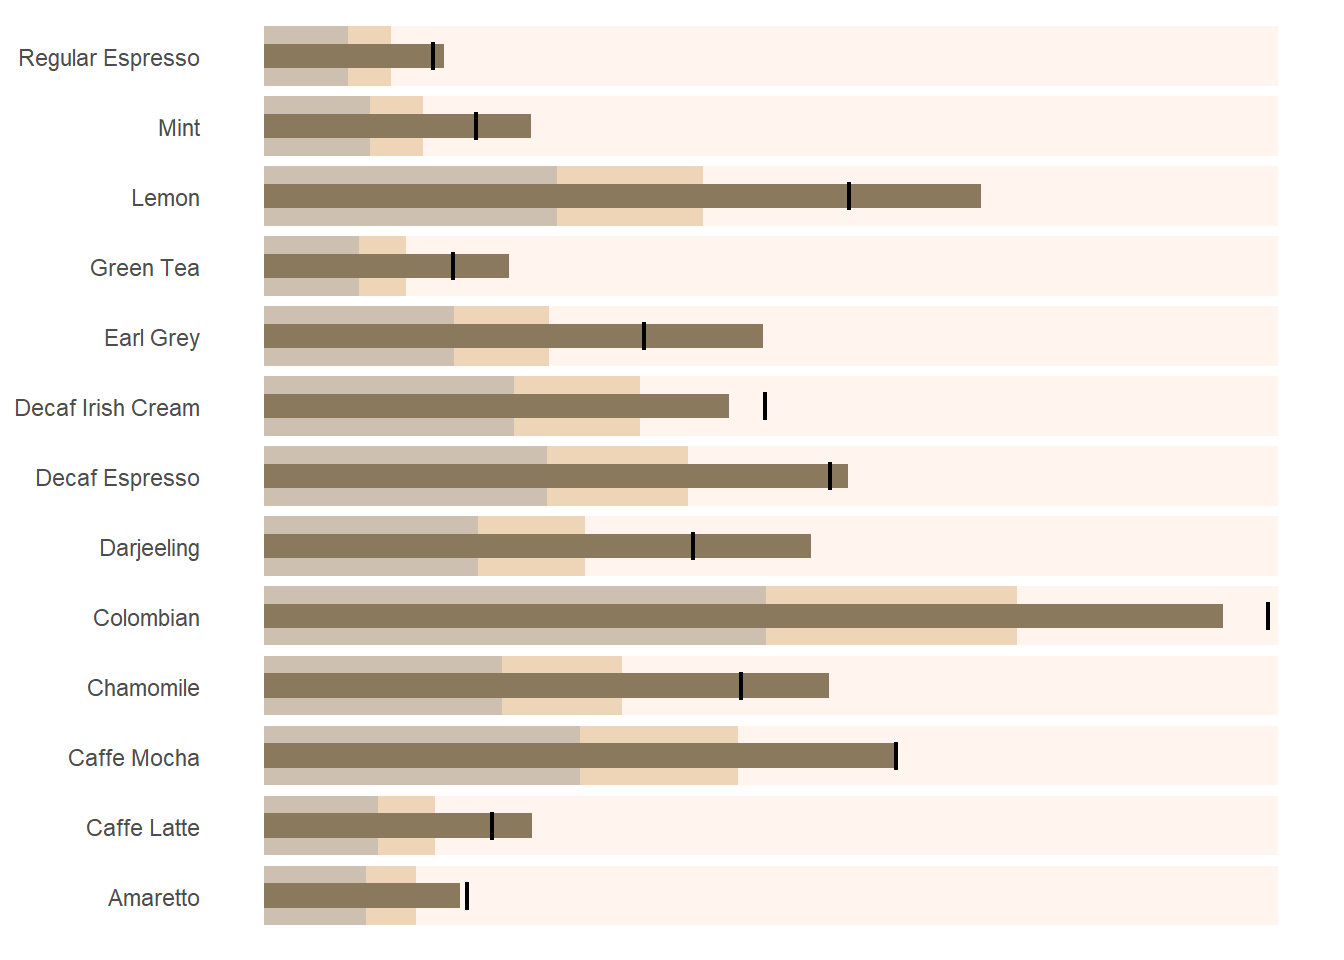 Regular Espresso
Mint
Lemon
Green Tea
Earl Grey
Decaf Irish Cream
Decaf Espresso
Darjeeling
Colombian
Chamomile
Caffe Mocha
Caffe Latte
Amaretto